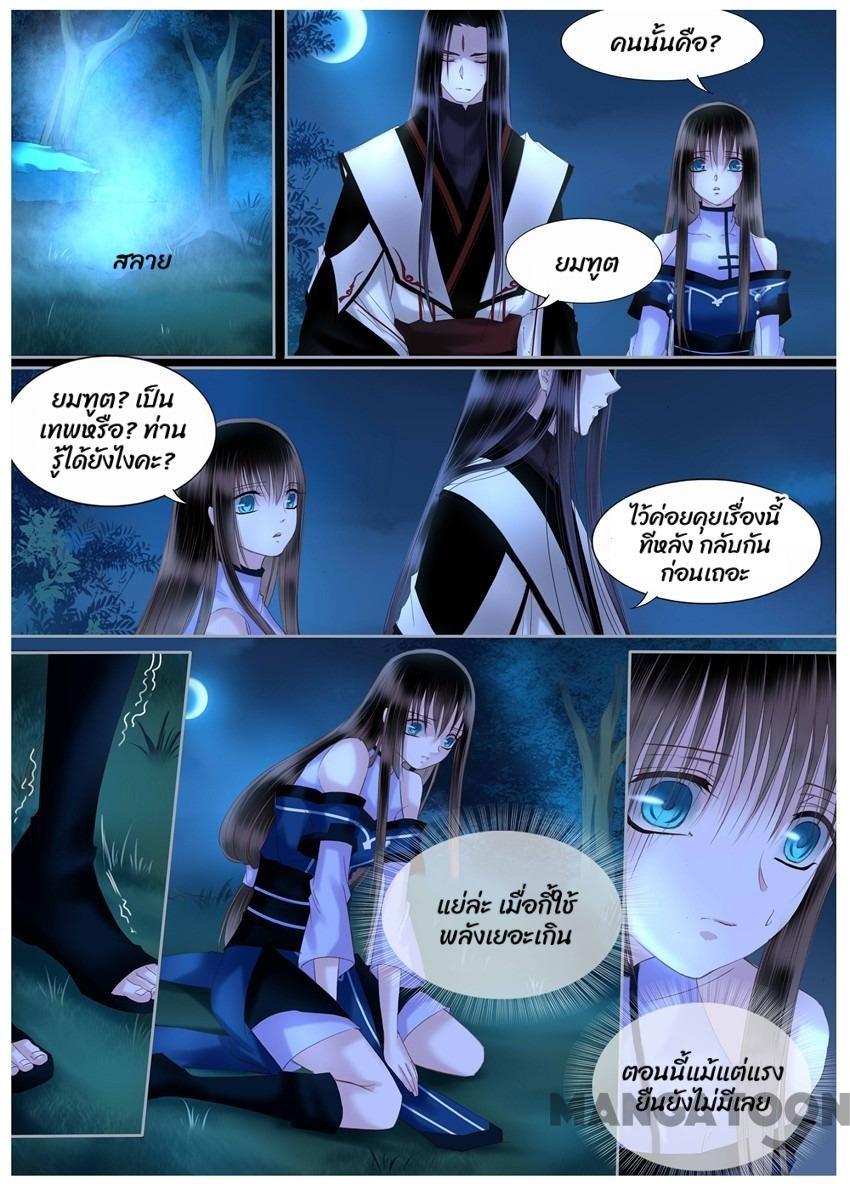 สลาย
คนนั้นคือ?
ยมฑูต
ยมฑูต? เป็น
เทพหรือ? ท่าน
รู้ได้ยังไงคะ?
ไว้ค่อยคุยเรื่องนี้
ทีหลัง กลับกัน
ก่อนเถอะ
แย่ล่ะ เมื่อกี้ใช้
พลังเยอะเกิน
ตอนนี้แม้แต่แรง
ยืนยังไม่มีเลย
MANGATOON